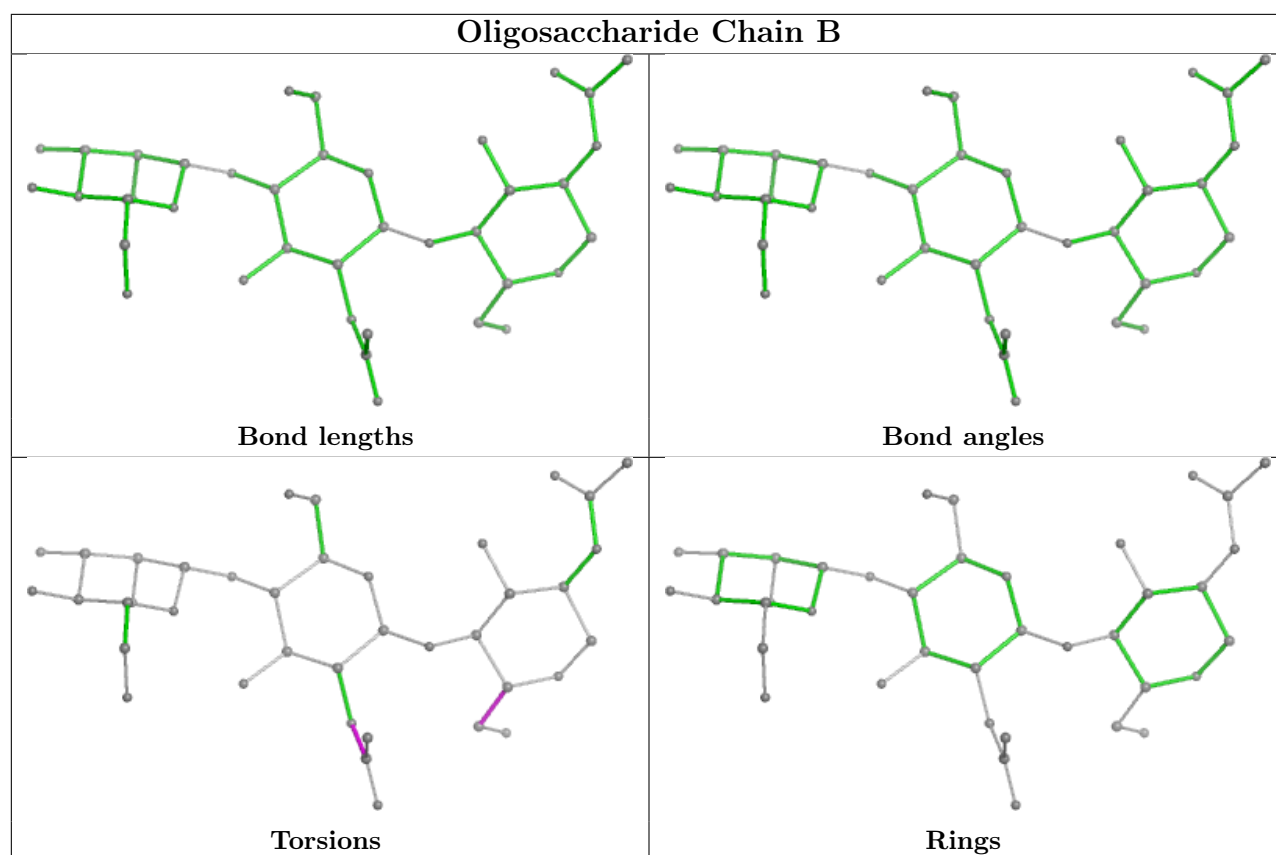 Oligosaccharide Chain B
Bond lengths
Bond angles
Torsions
Rings